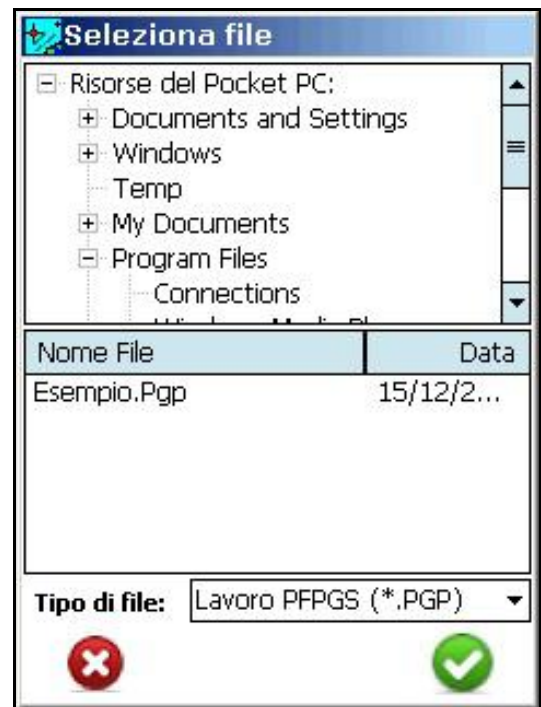 Seleziona file
Risorse del Pocket PC:
Documents and Settings
Windows
Temp
My Documents
Program Files
Connections
Nome File Data
Esempio.Pgp 15/12/2...
Tipo di file: Lavoro PFPGS (*.PGP)